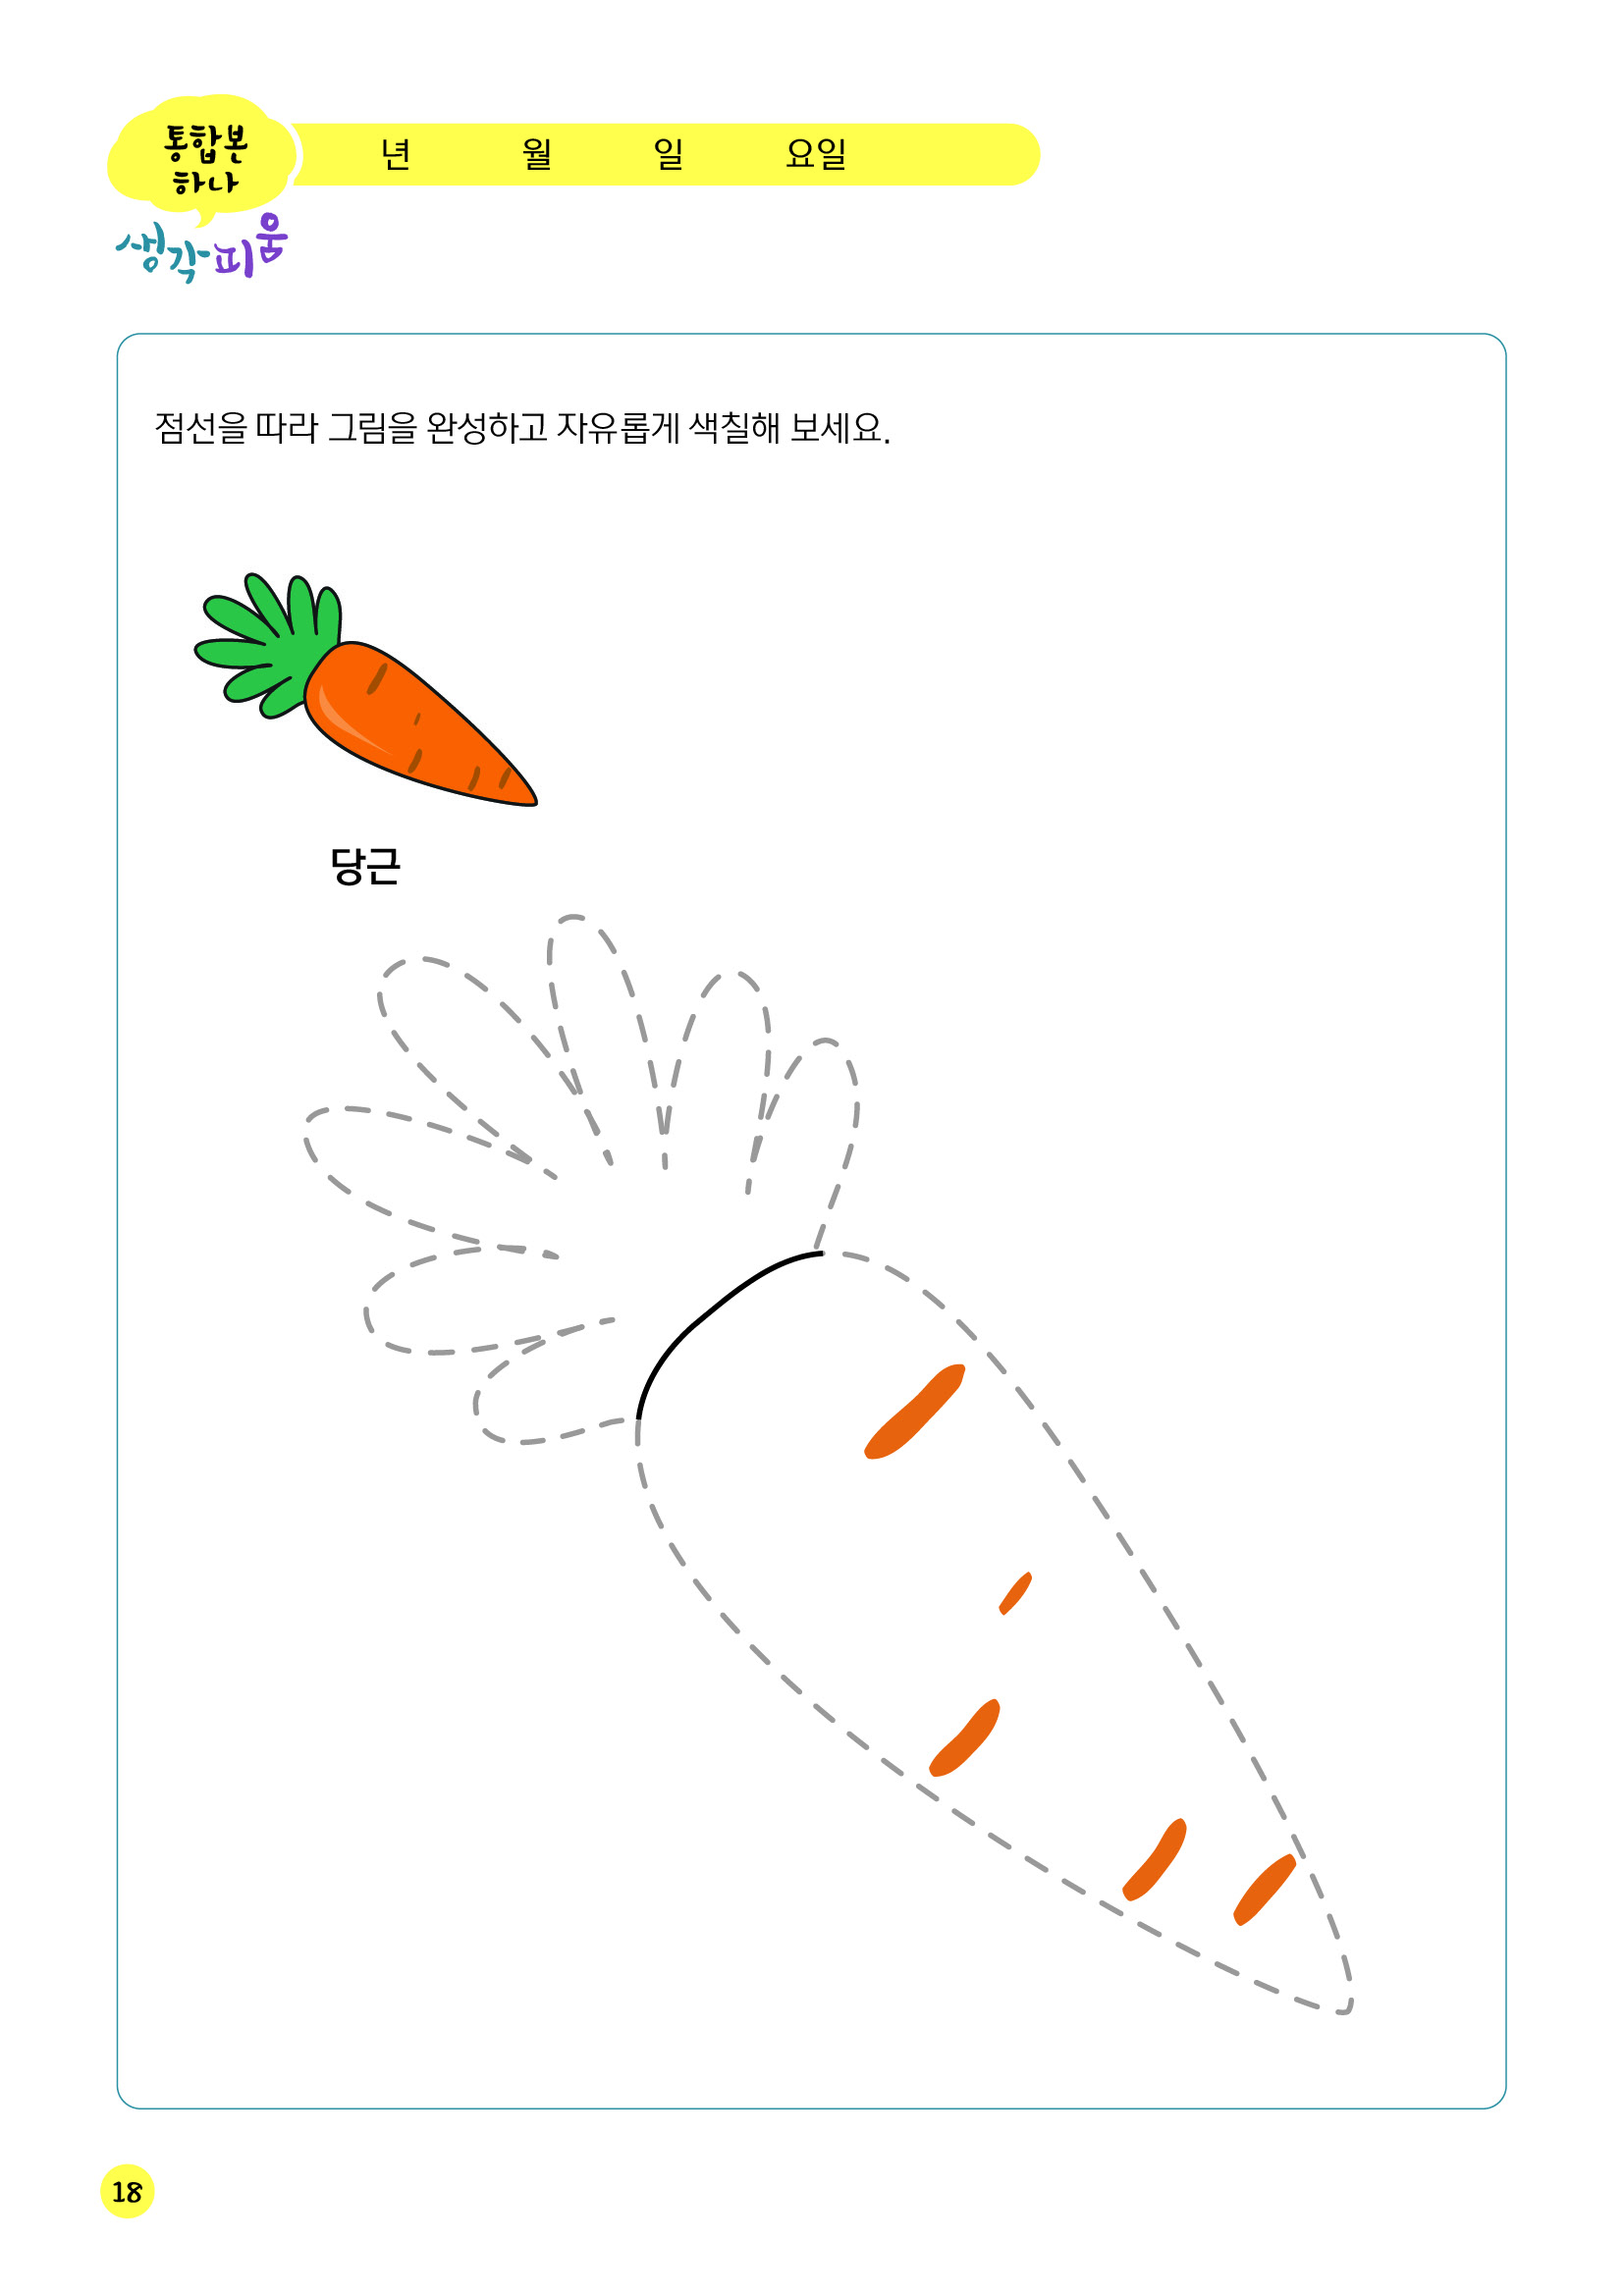 통합본
하나
년 월 일 요일
생각피움
점선을 따라 그림을 완성하고 자유롭게 색칠해 보세요.
당근
18